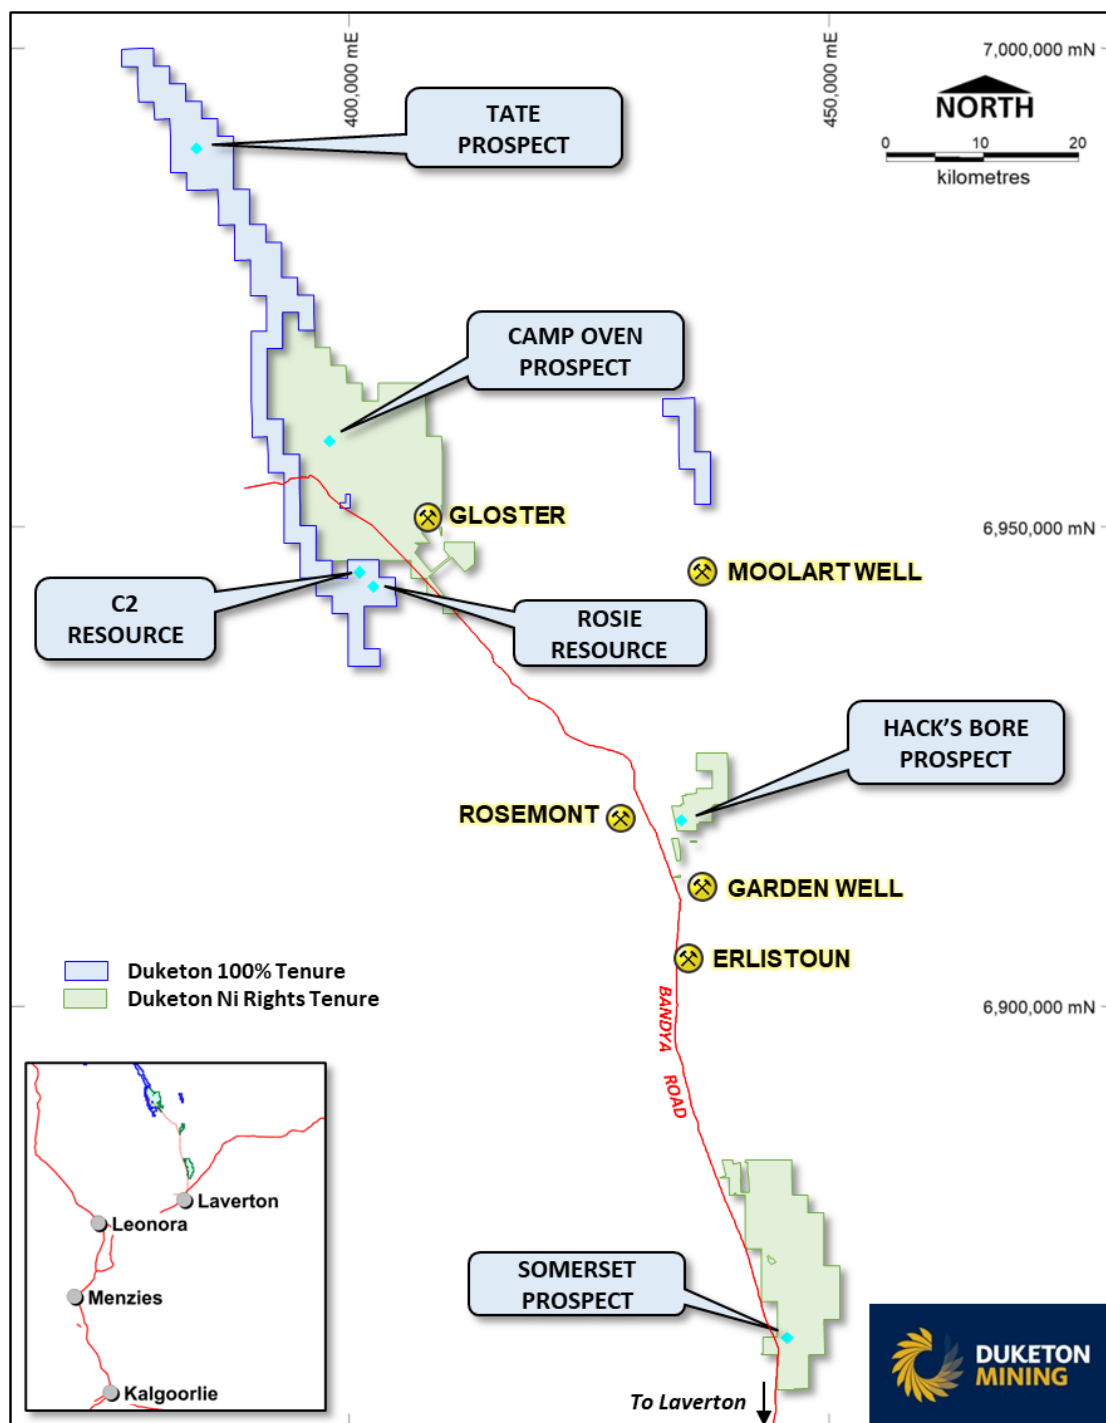 400,000 mE
450,000 mE
7,000,000 mN
NORTH
0 10 20
kilometres
TATE
PROSPECT
CAMP OVEN
PROSPECT
GLOSTER
6,950,000 mN
MOOLART WELL
C2
RESOURCE
ROSIE
RESOURCE
HACK'S BORE
PROSPECT
ROSEMONT
GARDEN WELL
ERLISTOUN
Duketon 100% Tenure
Duketon Ni Rights Tenure
6,900,000 mN
BANDYA
ROAD
Laverton
Leonora
Menzies
Kalgoorlie
SOMERSET
PROSPECT
To Laverton
DUKETON
MINING